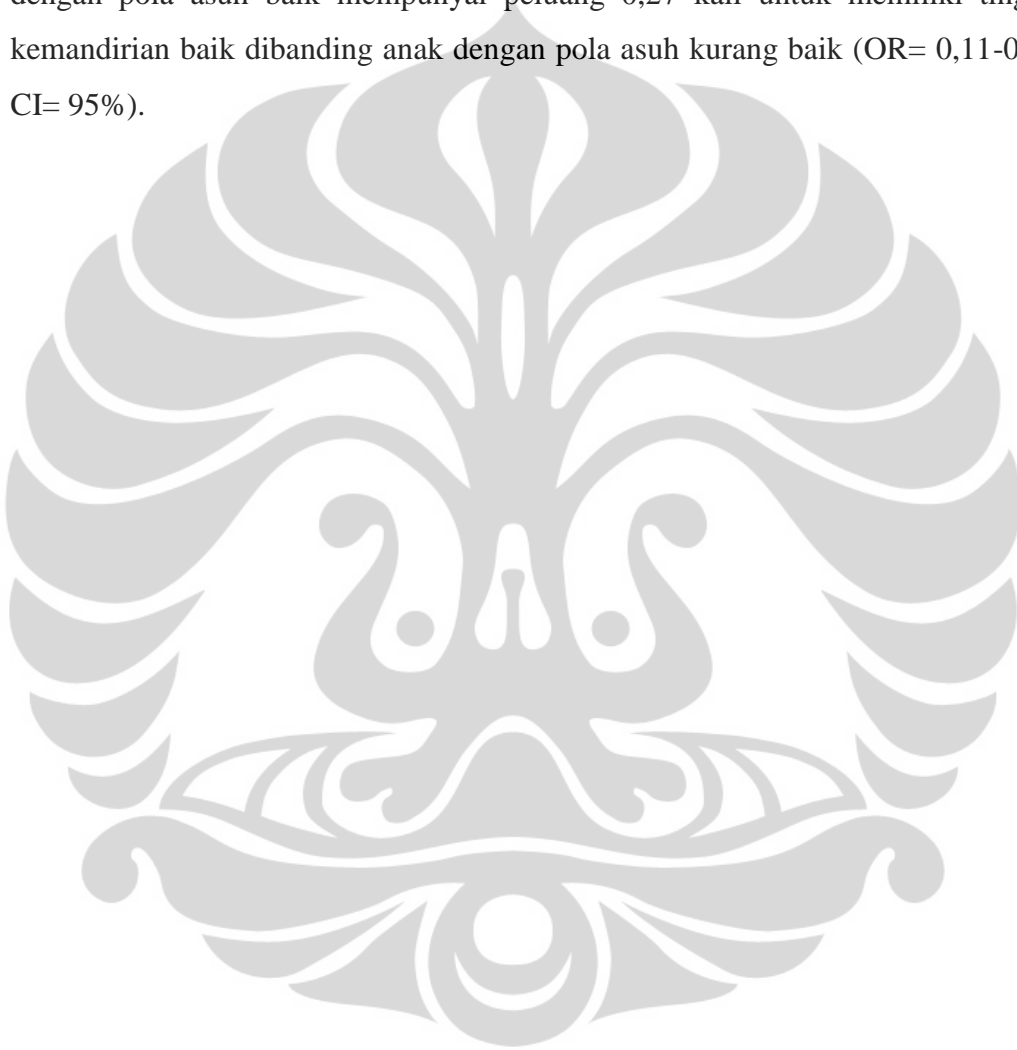 dengan pola asuh baik mempunyai peluang 0,27 kali untuk memiliki
kemandirian baik dibanding anak dengan pola asuh kurang baik (OR= 0,11-0
CI= 95%).